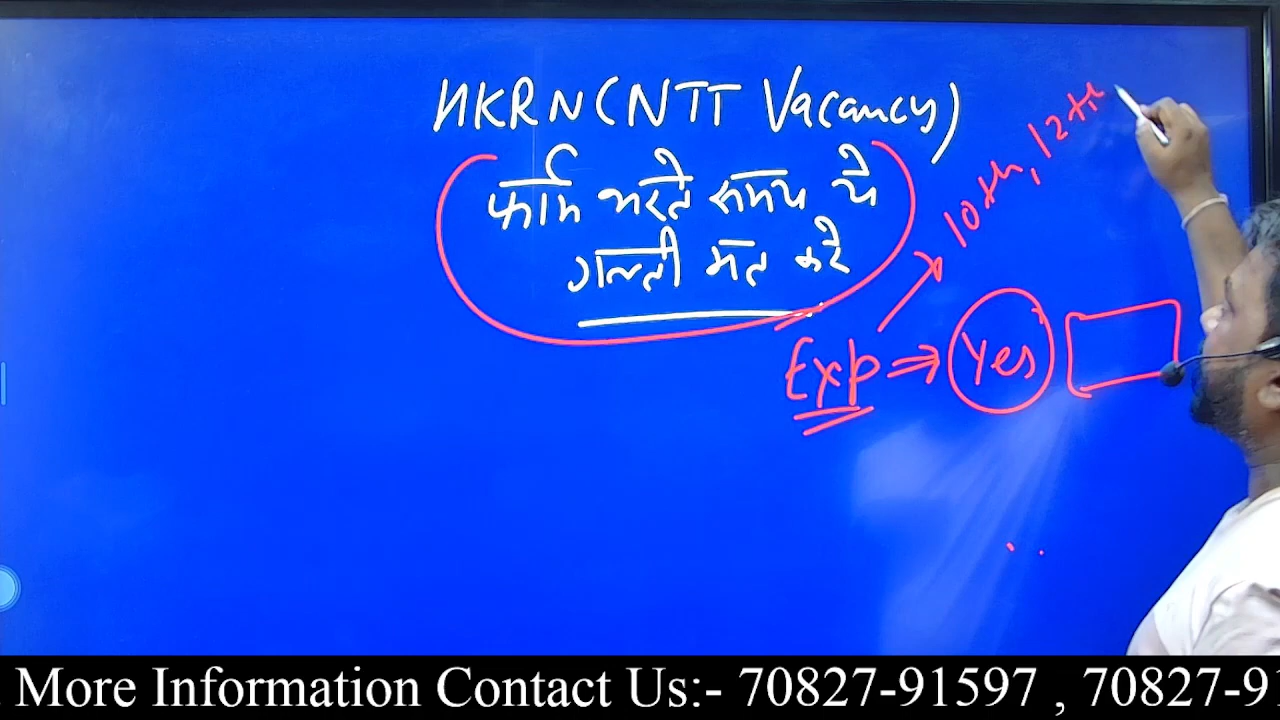 HKRN (NTT Vacancy)
फॉर्म भरते समय ये
गलती मत करे
10th, 12th
Exp ⇒ Yes
More Information Contact Us:- 70827-91597 , 70827-91